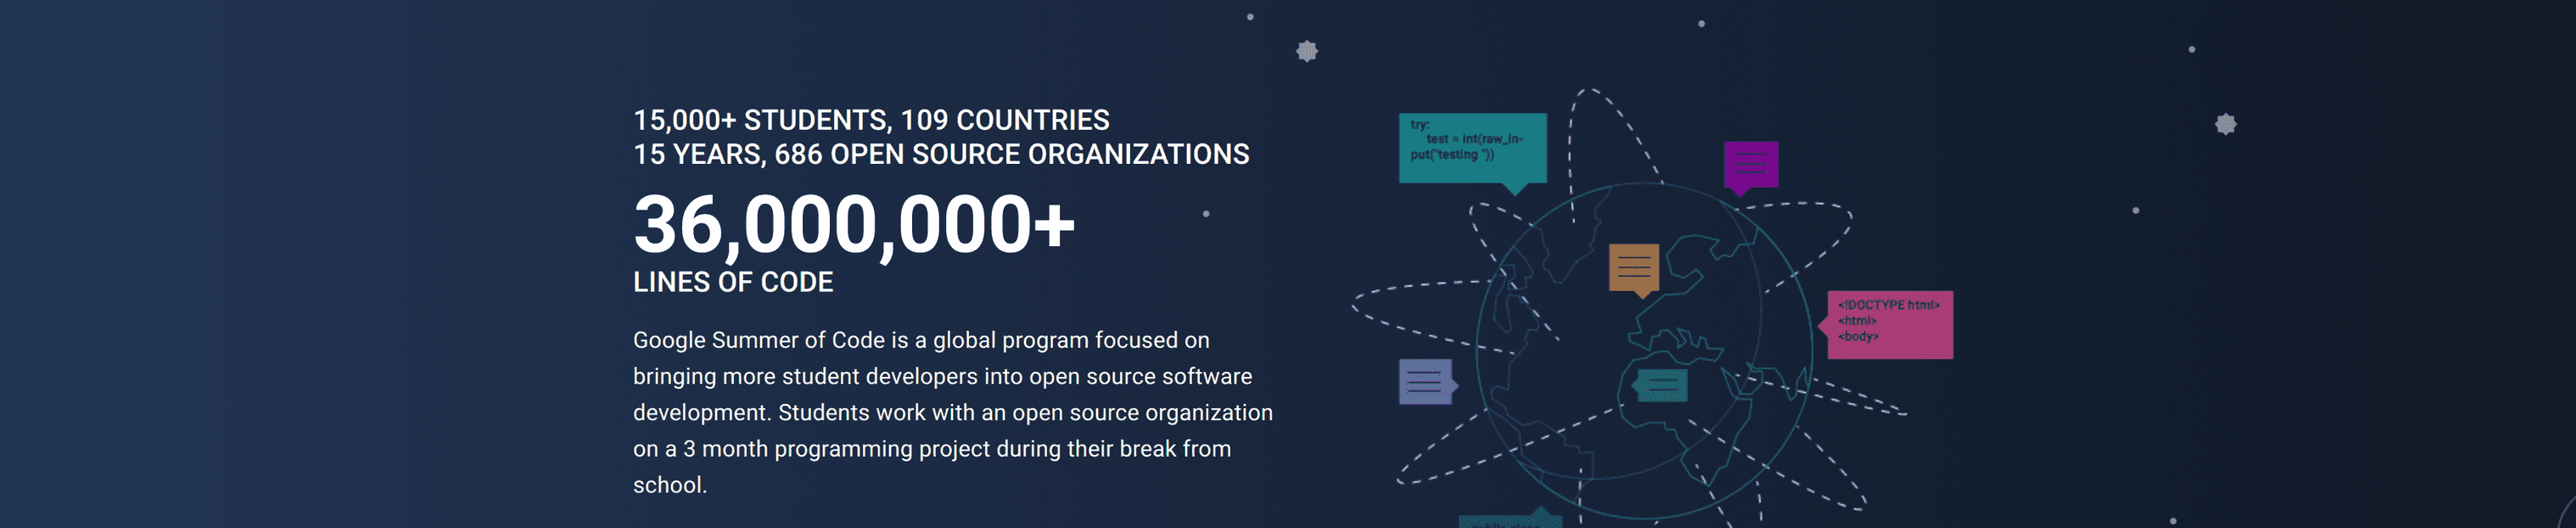 15,000+ STUDENTS, 109 COUNTRIES
15 YEARS, 686 OPEN SOURCE ORGANIZATIONS
36,000,000+
LINES OF CODE
Google Summer of Code is a global program focused on
bringing more student developers into open source software
development. Students work with an open source organization
on a 3 month programming project during their break from
school.
try:
test = int(raw_in-
put("testing "))
<!DOCTYPE html>
<html>
<body>